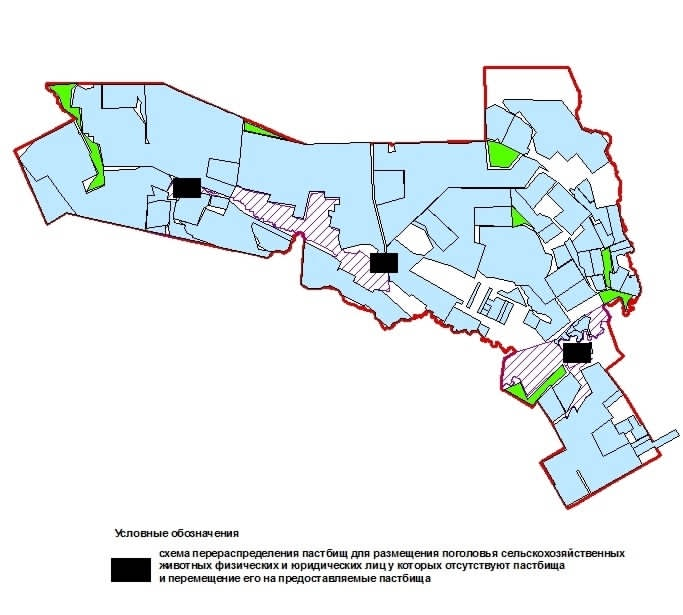 Условные обозначения
схема перераспределения пастбищ для размещения поголовья сельскохозяйственных
животных физических и юридических лиц у которых отсутствуют пастбища
и перемещение его на предоставляемые пастбища